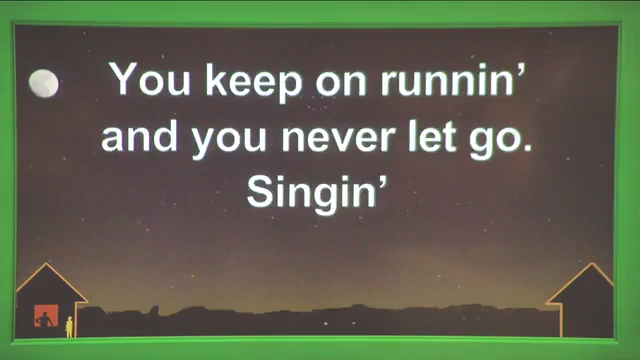 You keep on runnin’
and you never let go.
Singin’